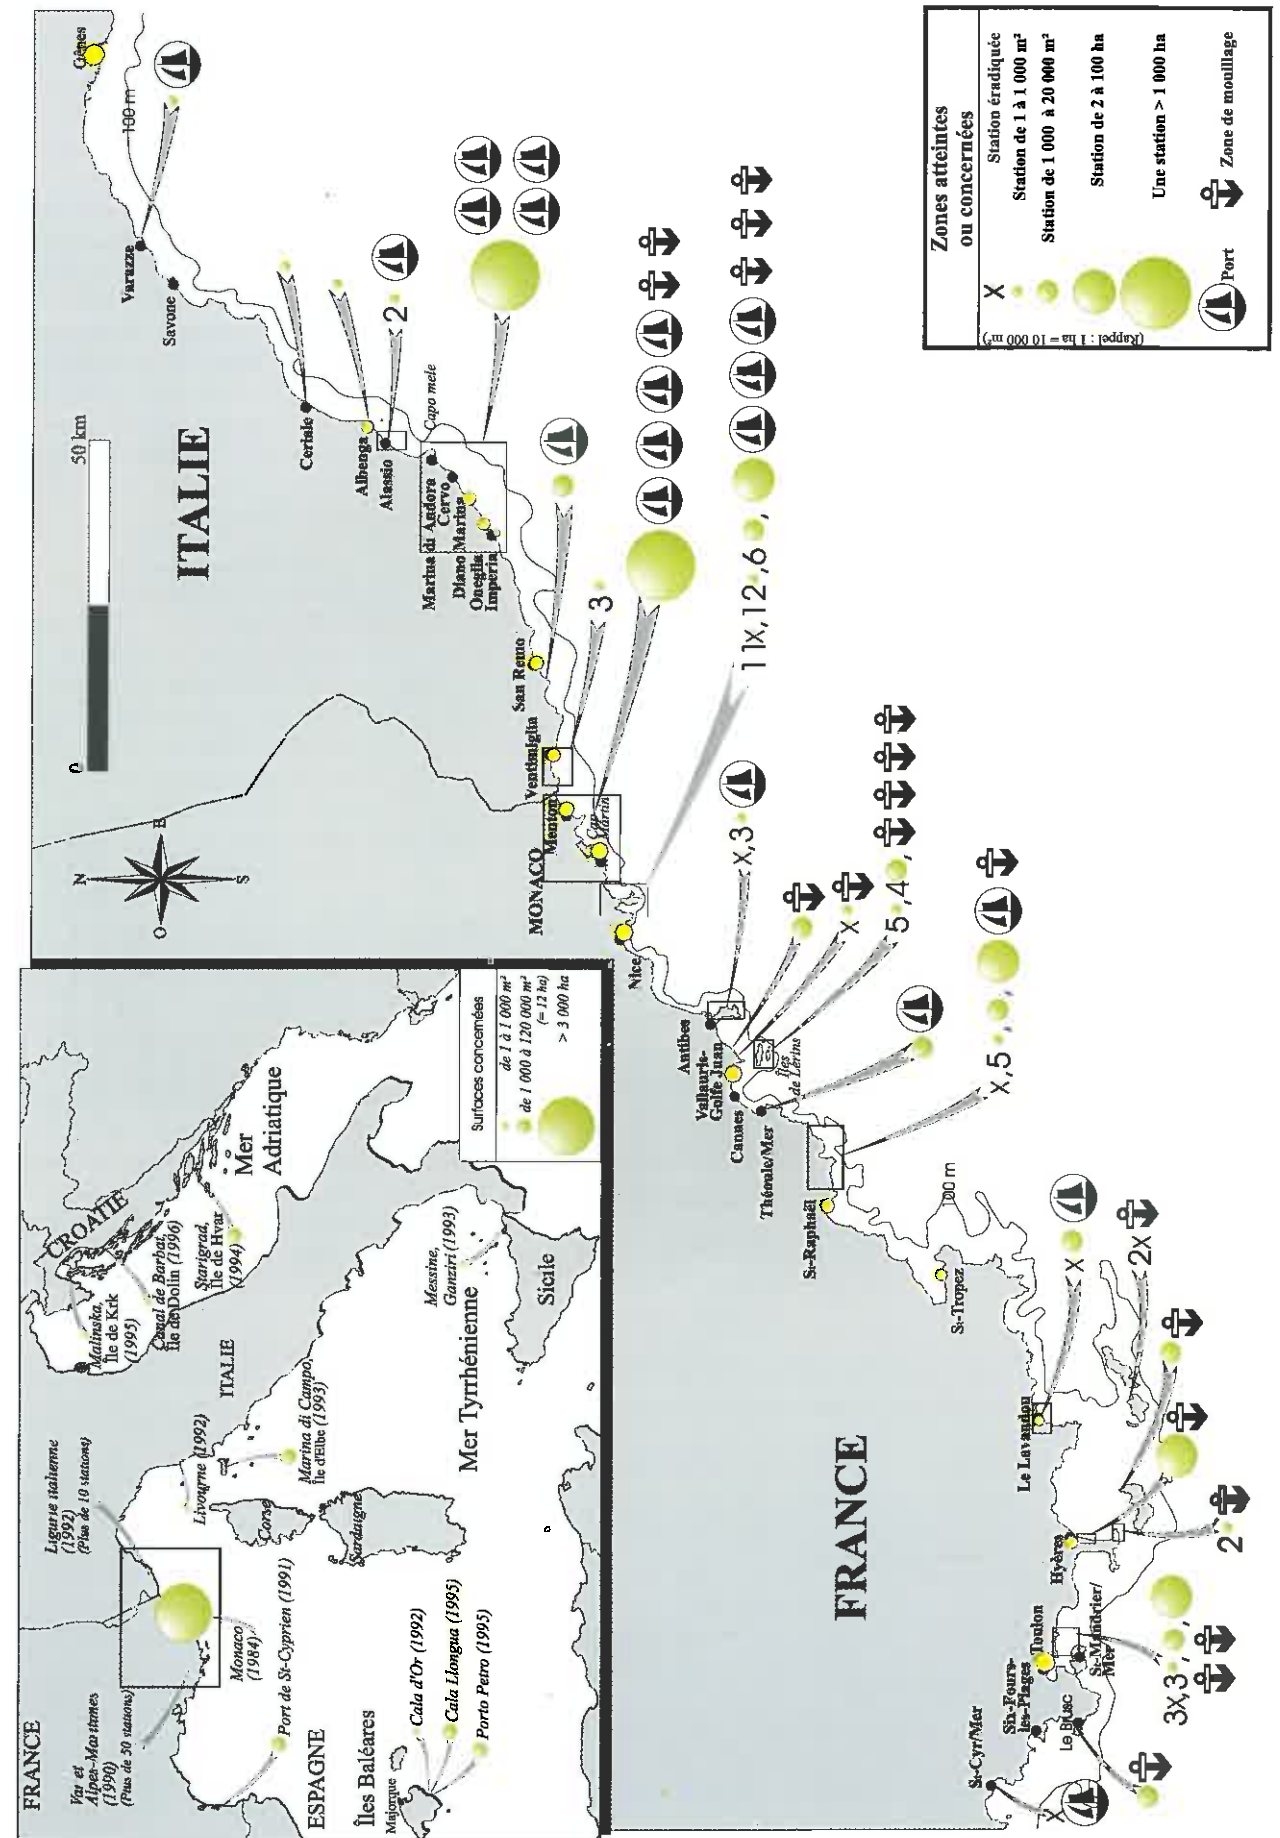 FRANCE
Var et
Alpes-Maritimes
(1990)
(Plus de 50 stations)
Ligurie italienne
(1992)
(Plus de 10 stations)
Monaco
(1984)
Port de St-Cyprien (1991)
ESPAGNE
Îles Baléares
Majorque
Cala d'Or (1992)
Cala Llongua (1995)
Porto Petro (1995)
Livourne (1992)
Corse
Sardaigne
Marina di Campo,
Île d'Elbe (1993)
ITALIE
CROATIE
Malinska,
Île de Krk
(1995)
Canal de Barbat,
Île de Dolin (1996)
Starigrad,
Île de Hvar
(1994)
Mer
Adriatique
Mer Tyrrhénienne
Messine,
Ganziri (1993)
Sicile
Surfaces concernées
de 1 à 1 000 m²
de 1 000 à 120 000 m²
(= 12 ha)
> 3 000 ha
N
E
S
O
0
50 km
ITALIE
Gênes
100 m
Varazze
Savone
Ceriale
Albenga
Alassio
2
Capo mele
Marina di Andora
Cervo
Diano Marina
Oneglia
Imperia
San Remo
Ventimiglia
3
Menton
Cap
Martin
MONACO
11x,12 ,6 ,
Nice
Antibes
x,3
Vallauris-
Golfe Juan
x
Îles
de Lérins
5 ,4 ,
Cannes
Théoule/Mer
St-Raphaël
x,5 , ,
100 m
St-Tropez
FRANCE
Le Lavandou
x
2x
Hyères
2
Toulon
St-Mandrier/
Mer
3x,3 ,
Six-Fours-
les-Plages
Le Brusc
St-Cyr/Mer
x
Zones atteintes
ou concernées
x Station éradiquée
Station de 1 à 1 000 m²
Station de 1 000 à 20 000 m²
Station de 2 à 100 ha
Une station > 1 000 ha
Port
Zone de mouillage
(Rappel : 1 ha = 10 000 m²)